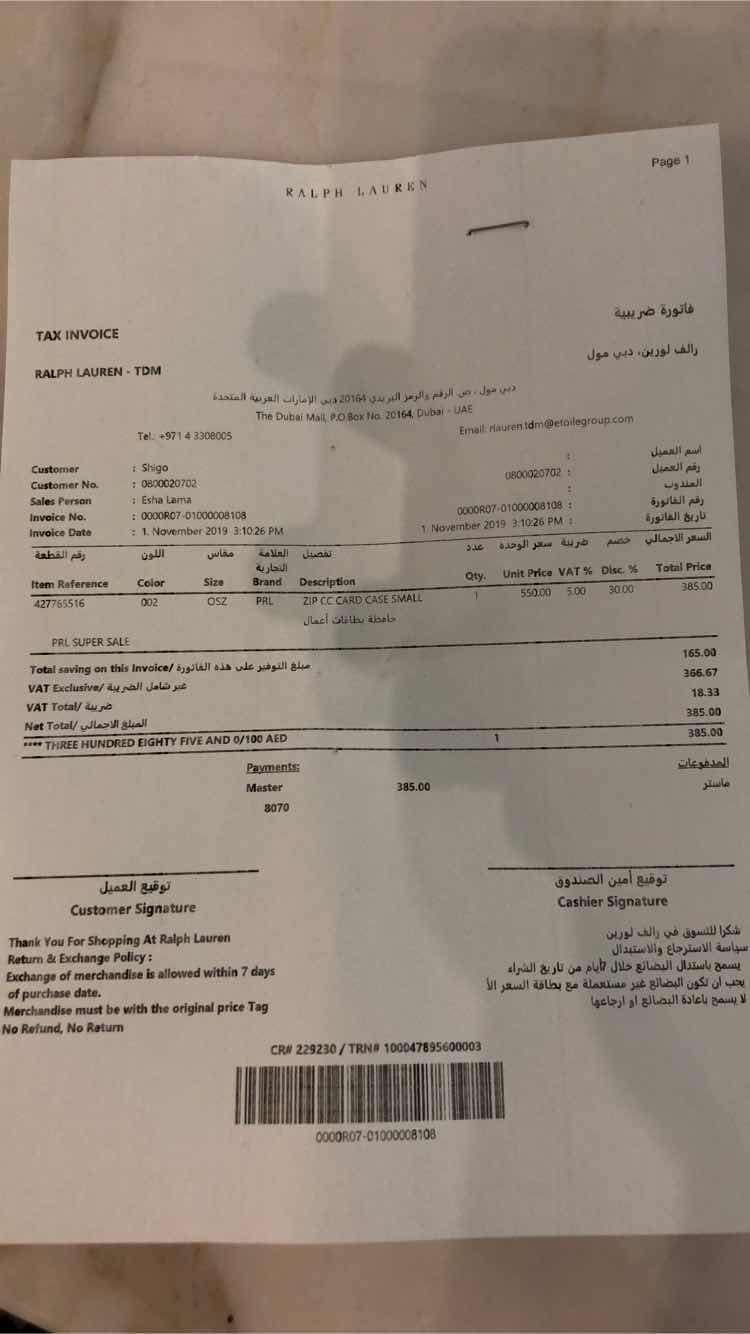 Page 1
RALPH LAUREN
TAX INVOICE فاتورة ضريبية
RALPH LAUREN - TDM رالف لورين، دبي مول
دبي مول ، ص. الرقم والرمز البريدي 20164 دبي الإمارات العربية المتحدة
The Dubai Mall, P.O.Box No. 20164, Dubai - UAE
Tel.: +971 4 3308005 Email: rlauren.tdm@etoilegroup.com
Customer : Shigo : اسم العميل
Customer No. : 0800020702 0800020702 : رقم العميل
Sales Person : Esha Lama : المندوب
Invoice No. : 0000R07-01000008108 0000R07-01000008108 : رقم الفاتورة
Invoice Date : 1. November 2019 3:10:26 PM 1. November 2019 3:10:26 PM : تاريخ الفاتورة
رقم القطعة اللون مقاس العلامة التجارية تفصيل عدد سعر الوحدة ضريبة خصم السعر الاجمالي
Item Reference Color Size Brand Description Qty. Unit Price VAT % Disc. % Total Price
427765516 002 OSZ PRL ZIP CC CARD CASE SMALL 1 550.00 5.00 30.00 385.00
حافظة بطاقات أعمال
PRL SUPER SALE
Total saving on this Invoice/ مبلغ التوفير على هذه الفاتورة 165.00
VAT Exclusive/ غير شامل الضريبة 366.67
VAT Total/ ضريبة 18.33
Net Total/ المبلغ الاجمالي 385.00
**** THREE HUNDRED EIGHTY FIVE AND 0/100 AED 1 385.00
Payments: المدفوعات
Master 385.00 ماستر
8070
توقيع العميل توقيع أمين الصندوق
Customer Signature Cashier Signature
Thank You For Shopping At Ralph Lauren
Return & Exchange Policy :
Exchange of merchandise is allowed within 7 days
of purchase date.
Merchandise must be with the original price Tag
No Refund, No Return
شكرا للتسوق في رالف لورين
سياسة الاسترجاع والاستبدال
يسمح باستدال البضائع خلال 7أيام من تاريخ الشراء
يجب ان تكون البضائع غير مستعملة مع بطاقة السعر الأ
لا يسمح باعادة البضائع او ارجاعها
CR# 229230 / TRN# 100047895600003
0000R07-01000008108